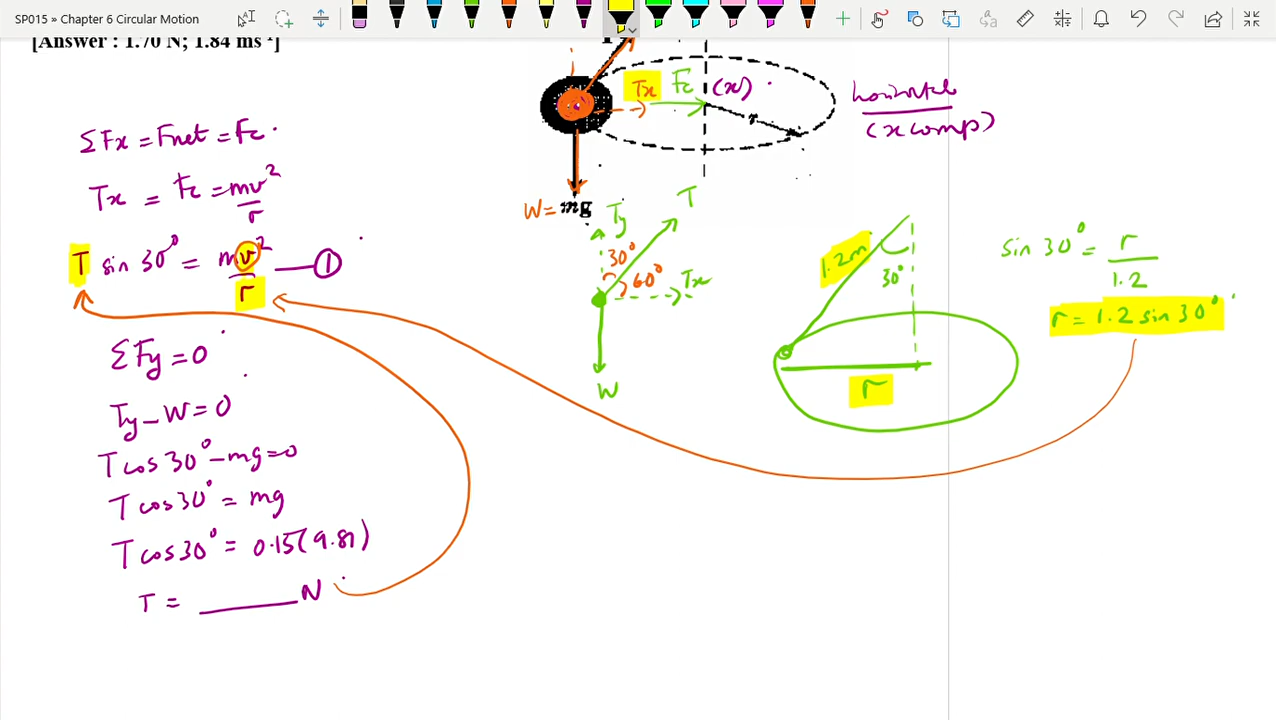 SP015 » Chapter 6 Circular Motion
[Answer : 1.70 N; 1.84 ms⁻¹]
ΣFx = Fnet = Fc
Tx = Fc = mv²/r
T sin 30° = mv²/r — ①
ΣFy = 0
Ty - W = 0
T cos 30° - mg = 0
T cos 30° = mg
T cos 30° = 0.15(9.81)
T = ______ N
Tx Fc (x)
r
W = mg
horizontal
(x comp)
Ty T
30°
60° Tx
W
1.2m
30°
r
sin 30° = r/1.2
r = 1.2 sin 30°